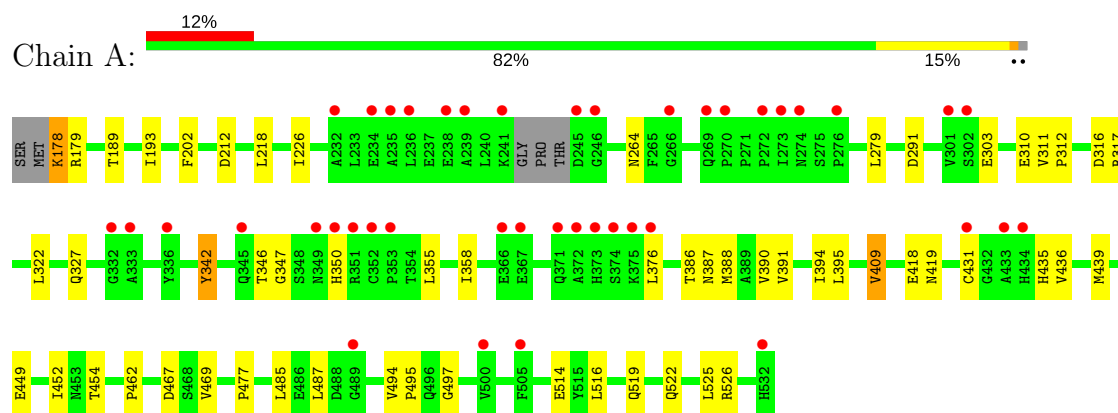 12%
Chain A:
82% 15% ••
SER MET K178 R179 T189 I193 F202 D212 L218 I226 A232 L233 E234 A235 L236 E237 E238 A239 L240 K241 GLY PRO THR D245 G246 N264 F265 G266 Q269 P270 P271 P272 I273 N274 S275 P276 L279 D291 V301 S302 E303 E310 V311 P312 D316
L322 Q327 G332 A333 Y336 Y342 Q345 T346 G347 S348 N349 H350 R351 C352 P353 T354 L355 I358 E366 E367 Q371 A372 H373 S374 K375 L376 T386 N387 M388 A389 V390 V391 I394 L395 V409 E418 N419 C431 G432 A433 H434 H435 V436 M439
E449 I452 N453 T454 P462 D467 S468 V469 P477 L485 E486 L487 D488 G489 V494 P495 Q496 G497 V500 F505 E514 Y515 L516 Q519 Q522 L525 R526 H532